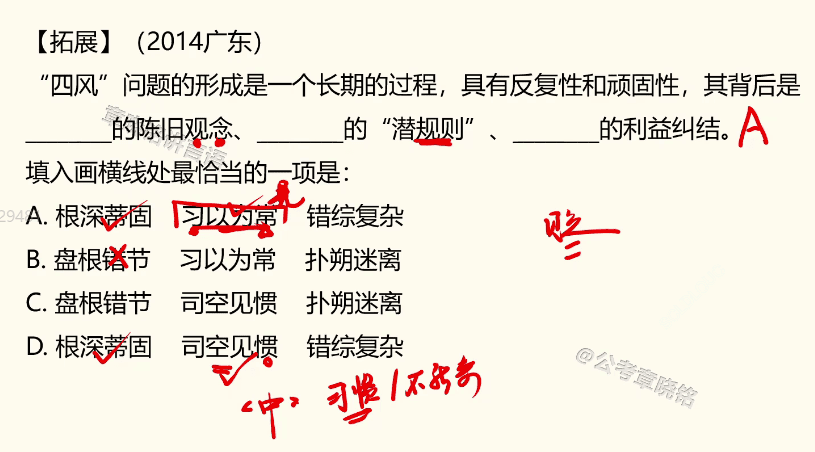 【拓展】（2014广东）
“四风”问题的形成是一个长期的过程，具有反复性和顽固性，其背后是
________的陈旧观念、________的“潜规则”、________的利益纠结。
A
填入画横线处最恰当的一项是：
A. 根深蒂固 习以为常 错综复杂
B. 盘根错节 习以为常 扑朔迷离
C. 盘根错节 司空见惯 扑朔迷离
D. 根深蒂固 司空见惯 错综复杂
@公考章晓铭
“中” 习惯/不新奇